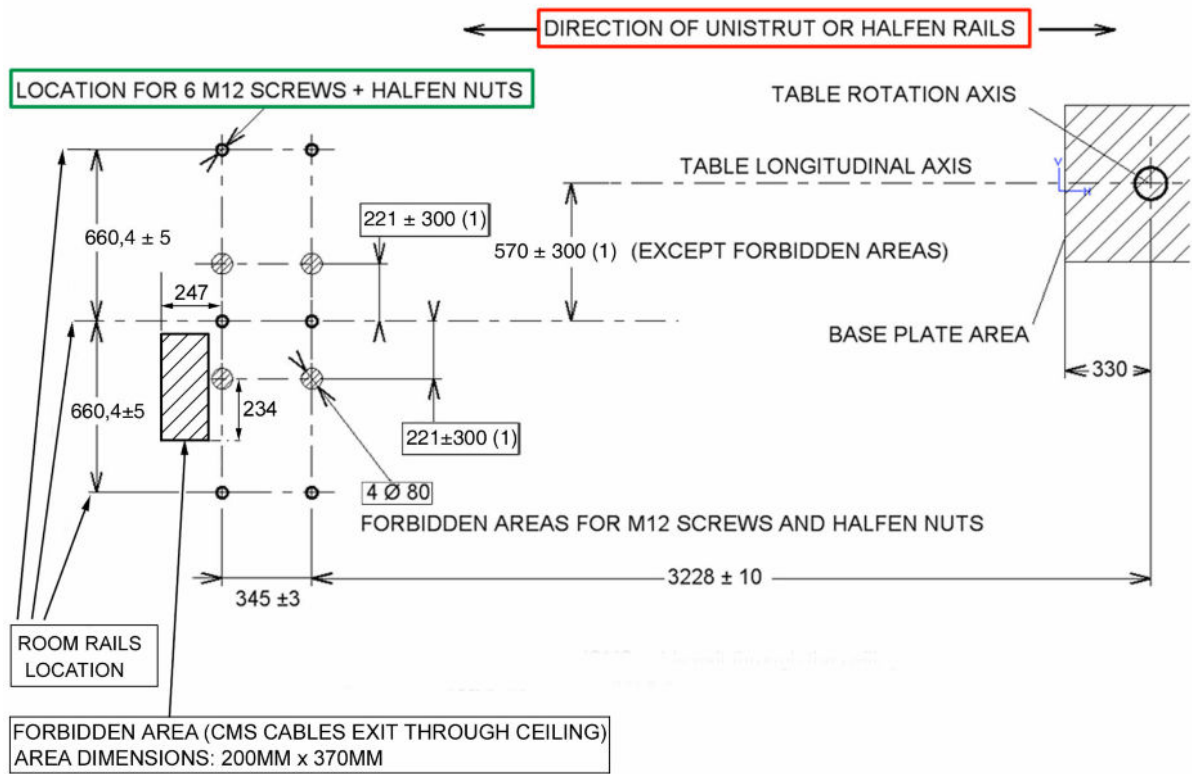 DIRECTION OF UNISTRUT OR HALFEN RAILS
LOCATION FOR 6 M12 SCREWS + HALFEN NUTS
TABLE ROTATION AXIS
TABLE LONGITUDINAL AXIS
Y
221 ± 300 (1)
660,4 ± 5
570 ± 300 (1) (EXCEPT FORBIDDEN AREAS)
247
BASE PLATE AREA
330
660,4±5
234
221±300 (1)
4 Ø 80
FORBIDDEN AREAS FOR M12 SCREWS AND HALFEN NUTS
3228 ± 10
345 ±3
ROOM RAILS
LOCATION
FORBIDDEN AREA (CMS CABLES EXIT THROUGH CEILING)
AREA DIMENSIONS: 200MM x 370MM